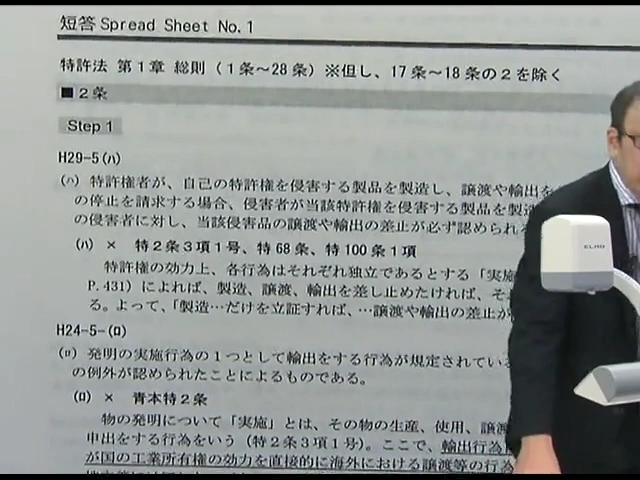 短答 Spread Sheet No.1
特許法 第1章 総則(1条〜28条)※但し、17条〜18条の2を除く
■2条
Step 1
H29-5(ハ)
(ハ) 特許権者が、自己の特許権を侵害する製品を製造し、譲渡や輸出を
の停止を請求する場合、侵害者が当該特許権を侵害する製品を製造
の侵害者に対し、当該侵害品の譲渡や輸出の差止が必ず認められる
(ハ) × 特2条3項1号、特68条、特100条1項
特許権の効力上、各行為はそれぞれ独立であるとする「実施
P.431)によれば、製造、譲渡、輸出を差し止めたければ、そ
る。よって、「製造…だけを立証すれば、…譲渡や輸出の差止が
H24-5-(ロ)
(ロ) 発明の実施行為の1つとして輸出をする行為が規定されている
の例外が認められたことによるものである。
(ロ) × 青本特2条
物の発明について「実施」とは、その物の生産、使用、譲渡
申出をする行為をいう(特2条3項1号)。ここで、輸出行為
が国の工業所有権の効力を直接的に海外における譲渡等の行為
ELMO